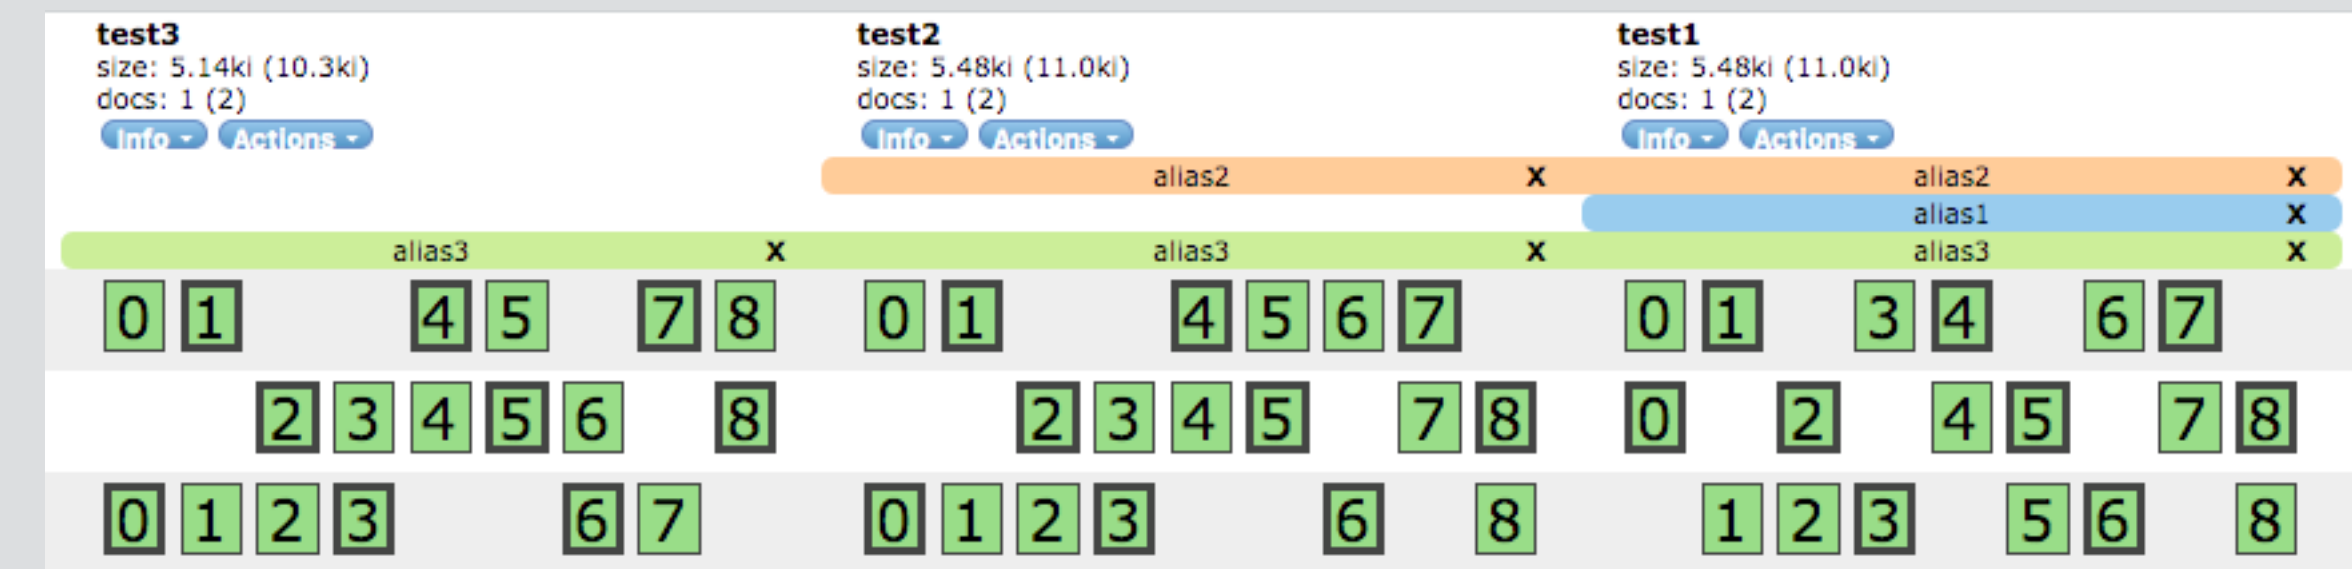 test3 test2 test1
size: 5.14ki (10.3ki) size: 5.48ki (11.0ki) size: 5.48ki (11.0ki)
docs: 1 (2) docs: 1 (2) docs: 1 (2)
Info Actions Info Actions Info Actions
alias2 X alias2 X
alias1 X
alias3 X alias3 X alias3 X
0 1 4 5 7 8 0 1 4 5 6 7 0 1 3 4 6 7
2 3 4 5 6 8 2 3 4 5 7 8 0 2 4 5 7 8
0 1 2 3 6 7 0 1 2 3 6 8 1 2 3 5 6 8